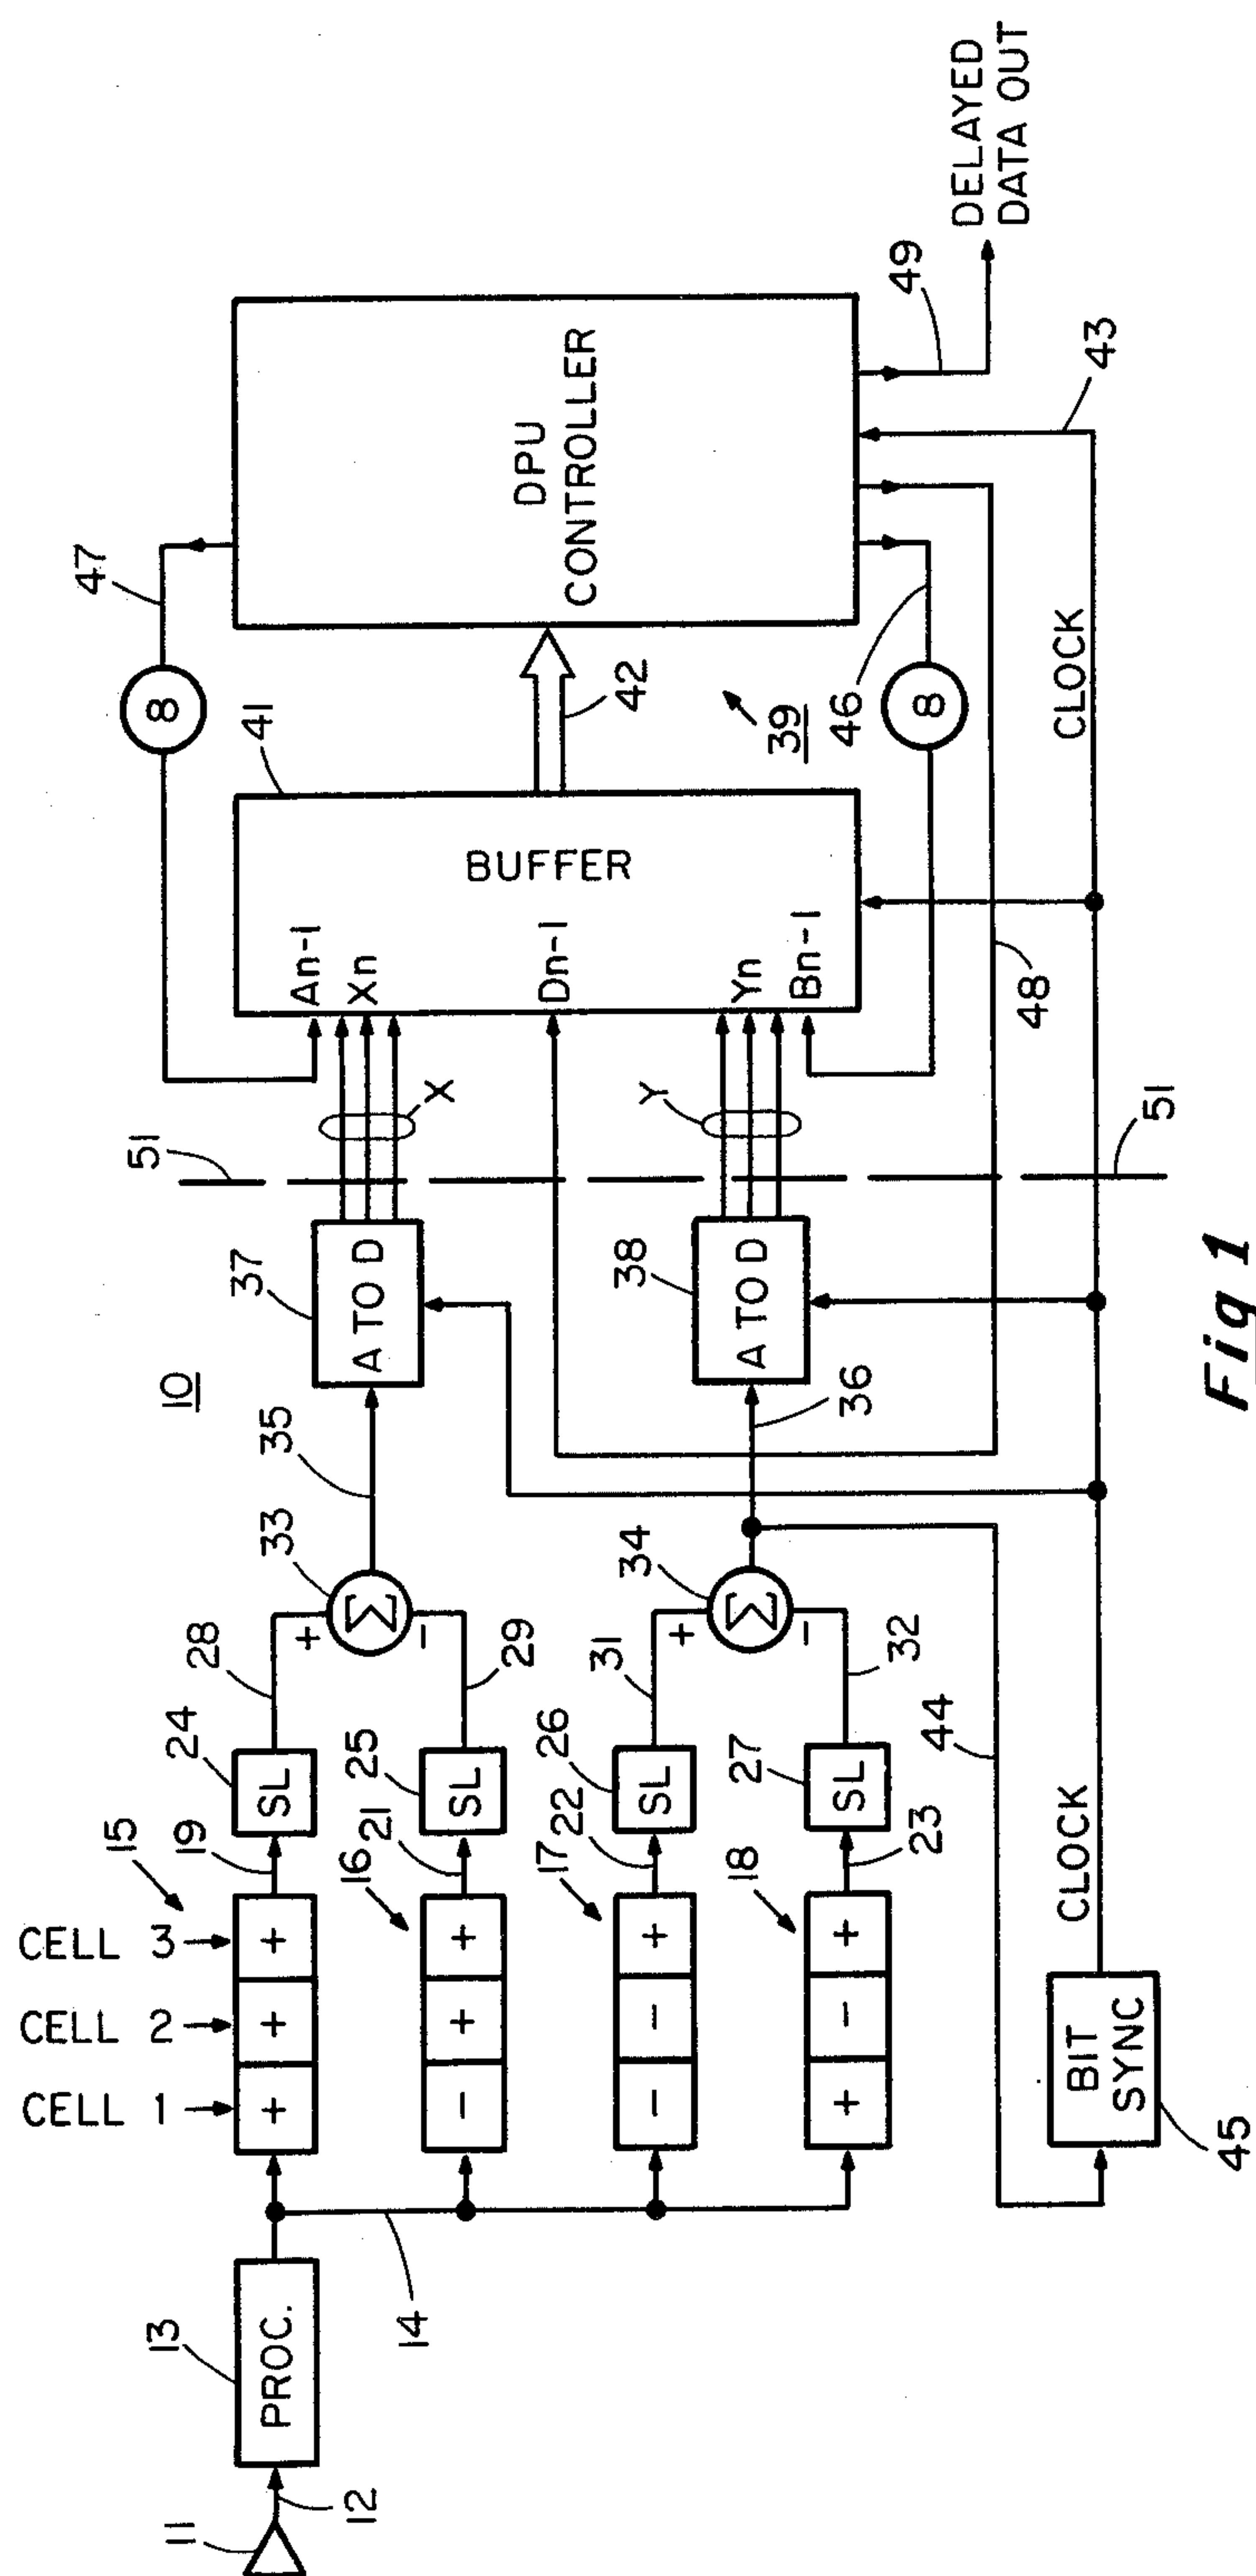 11
12
13
PROC.
14
CELL 1
CELL 2
CELL 3
15
+ + +
19
24
SL
28
16
- + +
21
25
SL
29
17
- - +
22
26
SL
31
18
+ - +
23
27
SL
32
+
Σ
-
33
35
+
Σ
-
34
36
44
45
BIT
SYNC
CLOCK
10
37
A TO D
38
A TO D
51
51
X
Y
An-1
Xn
Dn-1
Yn
Bn-1
BUFFER
41
42
39
8
47
8
46
48
CLOCK
43
DPU
CONTROLLER
49
DELAYED
DATA OUT
Fig 1